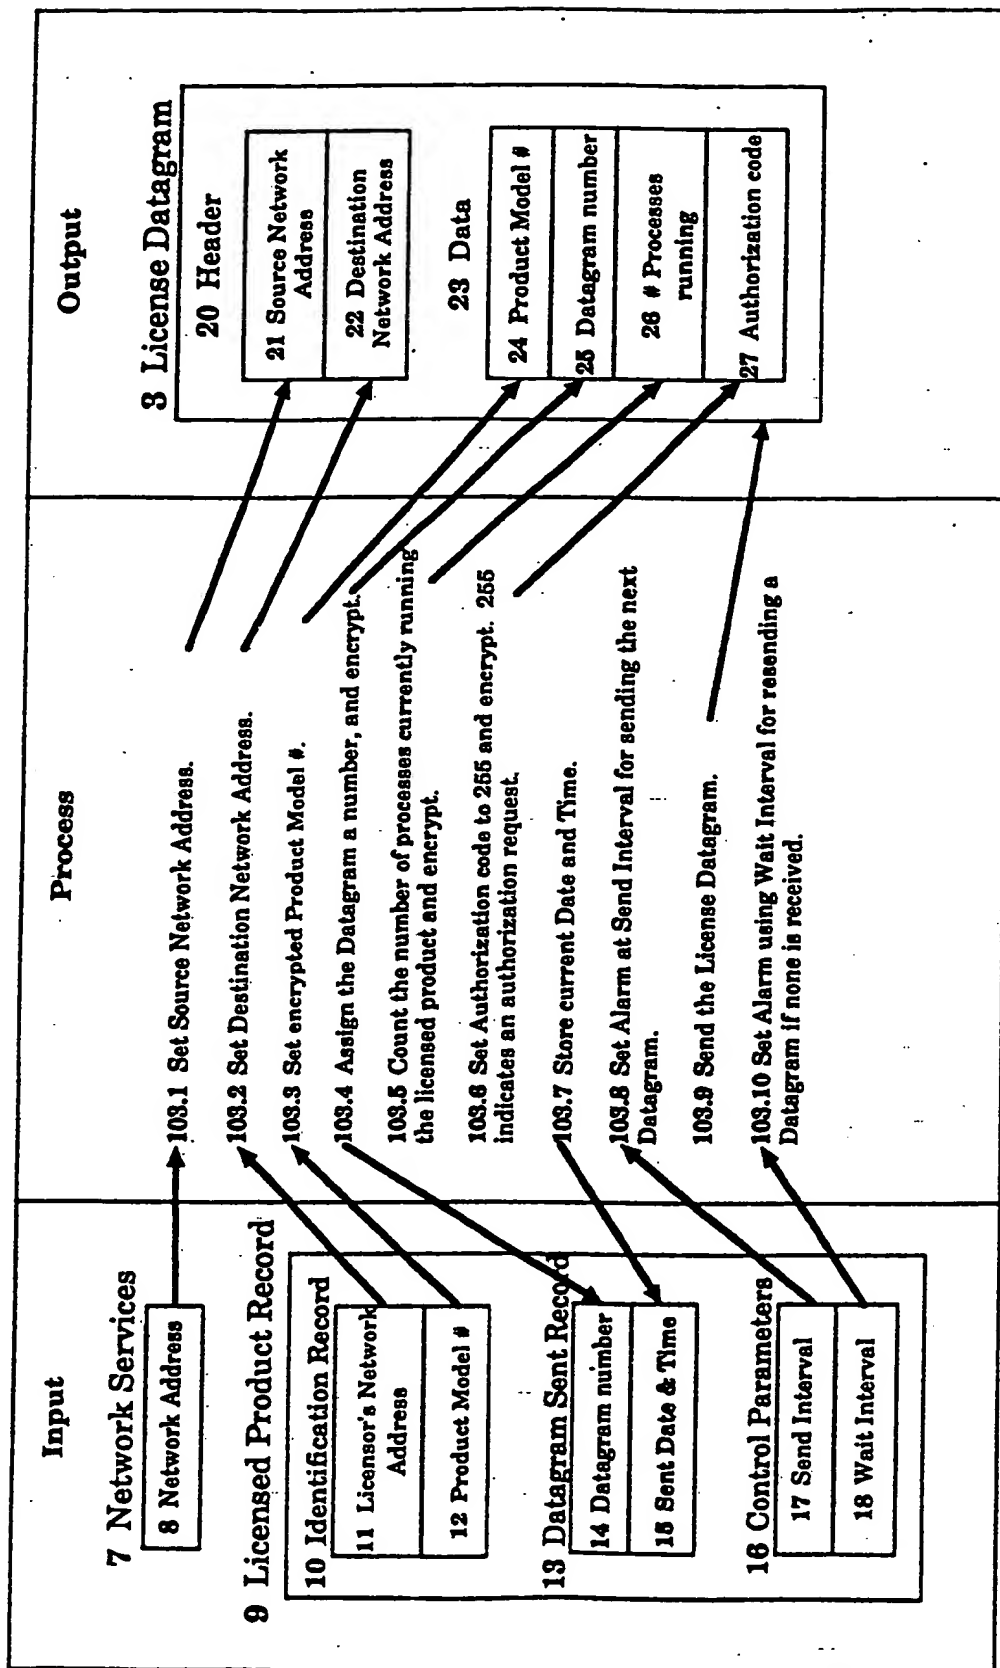 Input
Process
Output
7 Network Services
8 Network Address
9 Licensed Product Record
10 Identification Record
11 Licensor's Network
Address
12 Product Model #
13 Datagram Sent Record
14 Datagram number
15 Sent Date & Time
16 Control Parameters
17 Send Interval
18 Wait Interval
103.1 Set Source Network Address.
103.2 Set Destination Network Address.
103.3 Set encrypted Product Model #.
103.4 Assign the Datagram a number, and encrypt.
103.5 Count the number of processes currently running
the licensed product and encrypt.
103.6 Set Authorization code to 255 and encrypt. 255
indicates an authorization request.
103.7 Store current Date and Time.
103.8 Set Alarm at Send Interval for sending the next
Datagram.
103.9 Send the License Datagram.
103.10 Set Alarm using Wait Interval for resending a
Datagram if none is received.
3 License Datagram
20 Header
21 Source Network
Address
22 Destination
Network Address
23 Data
24 Product Model #
25 Datagram number
26 # Processes
running
27 Authorization code